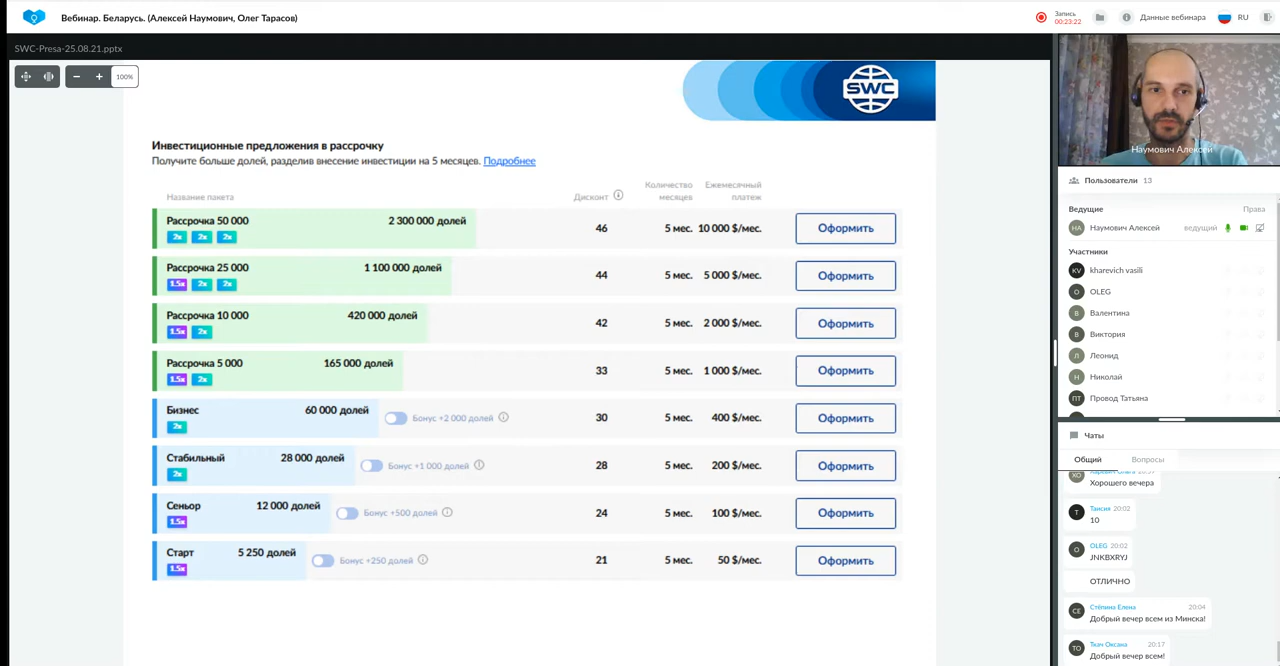 Вебинар. Беларусь. (Алексей Наумович, Олег Тарасов)
Запись
00:23:22
Данные вебинара
RU
SWC-Presa-25.08.21.pptx
100%
SWC
Инвестиционные предложения в рассрочку
Получите больше долей, разделив внесение инвестиции на 5 месяцев. Подробнее
Название пакета
Дисконт
Количество месяцев
Ежемесячный платеж
Рассрочка 50 000
2 300 000 долей
2x 2x 2x
46
5 мес.
10 000 $/мес.
Оформить
Рассрочка 25 000
1 100 000 долей
1.5x 2x 2x
44
5 мес.
5 000 $/мес.
Оформить
Рассрочка 10 000
420 000 долей
1.5x 2x
42
5 мес.
2 000 $/мес.
Оформить
Рассрочка 5 000
165 000 долей
1.5x 2x
33
5 мес.
1 000 $/мес.
Оформить
Бизнес
60 000 долей
2x
Бонус +2 000 долей
30
5 мес.
400 $/мес.
Оформить
Стабильный
28 000 долей
2x
Бонус +1 000 долей
28
5 мес.
200 $/мес.
Оформить
Сеньор
12 000 долей
1.5x
Бонус +500 долей
24
5 мес.
100 $/мес.
Оформить
Старт
5 250 долей
1.5x
Бонус +250 долей
21
5 мес.
50 $/мес.
Оформить
Наумович Алексей
Пользователи 13
Ведущие
Права
НА
Наумович Алексей
ведущий
Участники
KV
kharevich vasili
O
OLEG
В
Валентина
В
Виктория
Л
Леонид
Н
Николай
ПТ
Провод Татьяна
Чаты
Общий
Вопросы
ХО
Хорошего вечера
Т
Таисия 20:02
10
O
OLEG 20:02
JNKBXRYJ
ОТЛИЧНО
СЕ
Стёпина Елена 20:04
Добрый вечер всем из Минска!
ТО
Ткач Оксана 20:17
Добрый вечер всем!